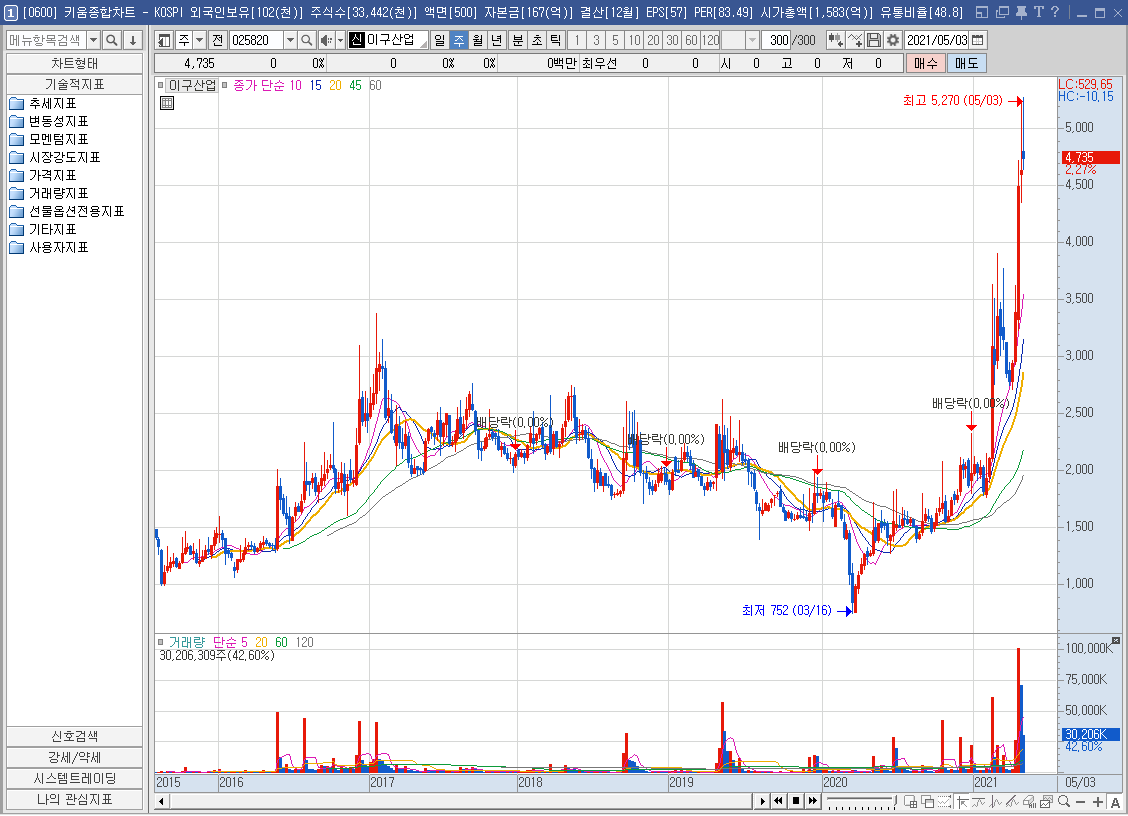 1 [0600] 키움종합차트 - KOSPI 외국인보유[102(천)] 주식수[33,442(천)] 액면[500] 자본금[167(억)] 결산[12월] EPS[57] PER[83.49] 시가총액[1,583(억)] 유통비율[48.8] T ?
메뉴항목검색 주 전 025820 신 이구산업 일 주 월 년 분 초 틱 1 3 5 10 20 30 60 120 300 /300 2021/05/03
차트형태 4,735 0 0% 0 0% 0% 0백만 최우선 0 0 시 0 고 0 저 0 매수 매도
기술적지표
추세지표
변동성지표
모멘텀지표
시장강도지표
가격지표
거래량지표
선물옵션전용지표
기타지표
사용자지표
신호검색
강세/약세
시스템트레이딩
나의 관심지표
이구산업 종가 단순 10 15 20 45 60
LC:529.65
HC:-10.15
최고 5,270 (05/03)
5,000
4,735
2.27%
4,500
4,000
3,500
3,000
2,500
2,000
1,500
1,000
배당락(0.00%)
배당락(0.00%)
배당락(0.00%)
배당락(0.00%)
최저 752 (03/16)
거래량 단순 5 20 60 120
30,206,309주(42.60%)
100,000K
75,000K
50,000K
30,206K
42.60%
2015 2016 2017 2018 2019 2020 2021 05/03
A